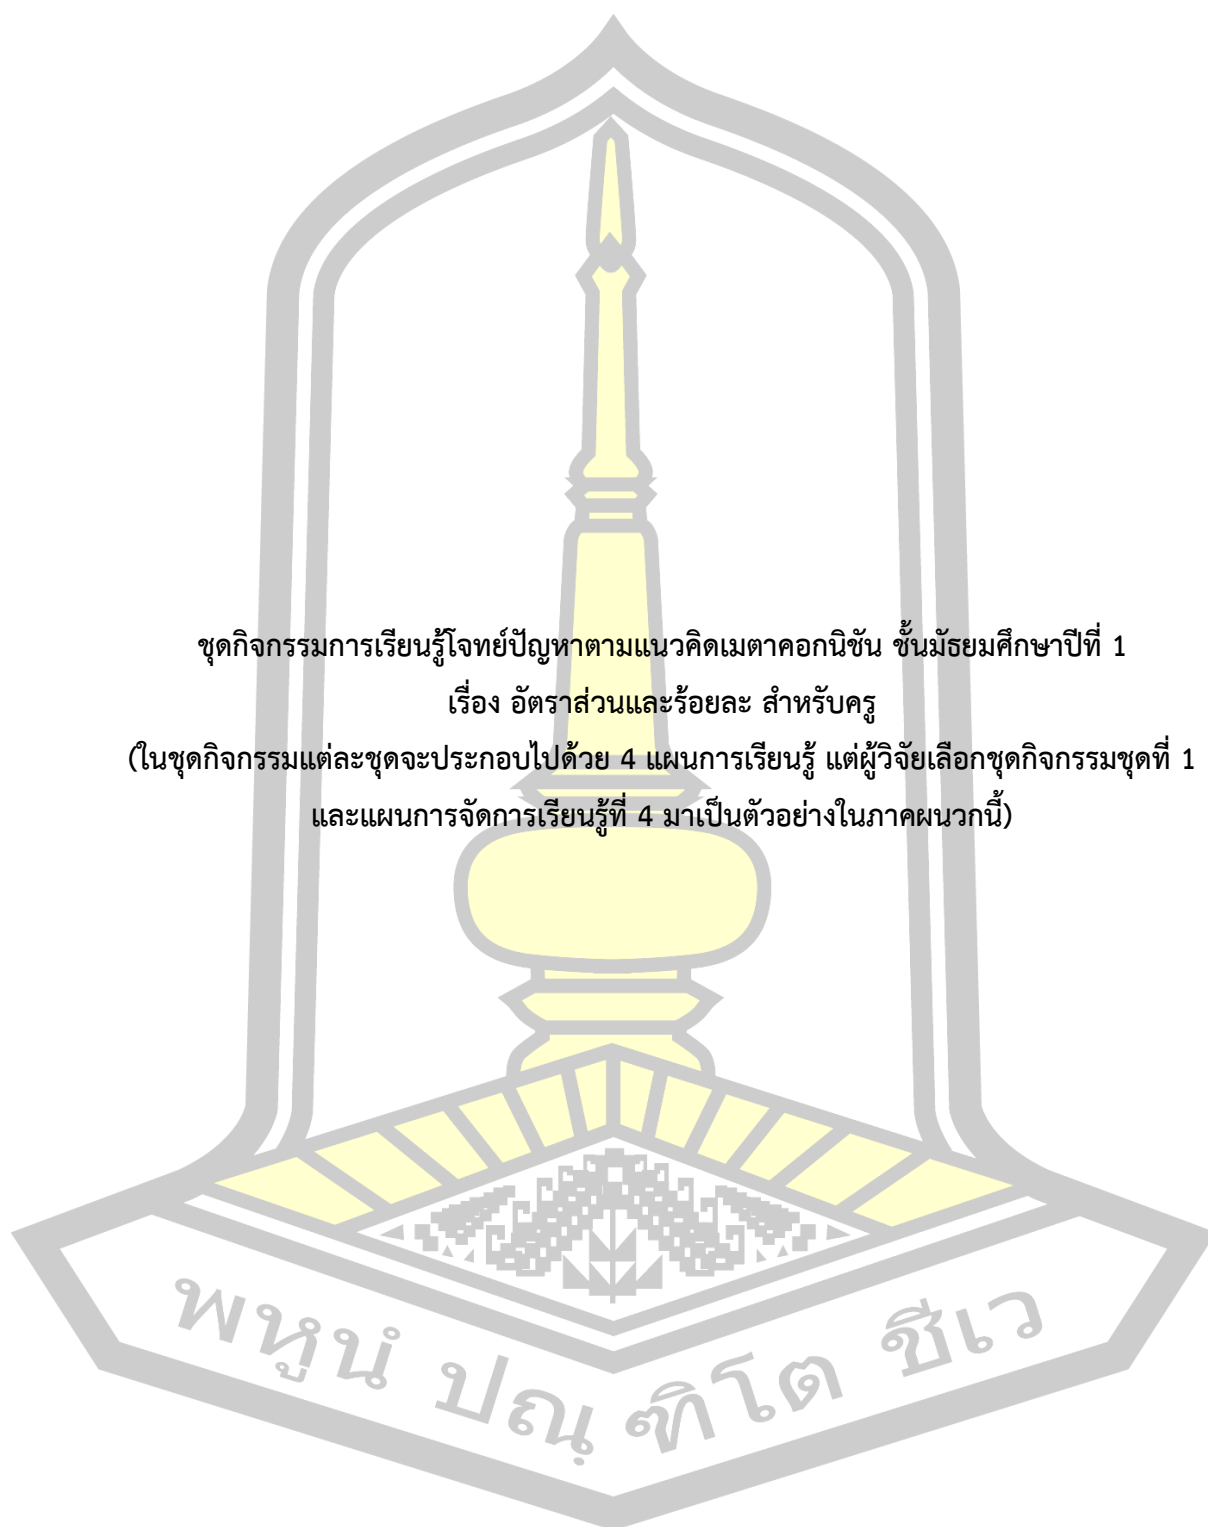 ชุดกิจกรรมการเรียนรู้โจทย์ปัญหาตามแนวคิดเมตาคอกนิชัน ชั้นมัธยมศึกษาปีที่ 1
เรื่อง อัตราส่วนและร้อยละ สำหรับครู
(ในชุดกิจกรรมแต่ละชุดจะประกอบไปด้วย 4 แผนการเรียนรู้ แต่ผู้วิจัยเลือกชุดกิจกรรมชุดที่ 1
และแผนการจัดการเรียนรู้ที่ 4 มาเป็นตัวอย่างในภาคผนวกนี้)
พหูนํ ปณฺฑิโต ชีเว